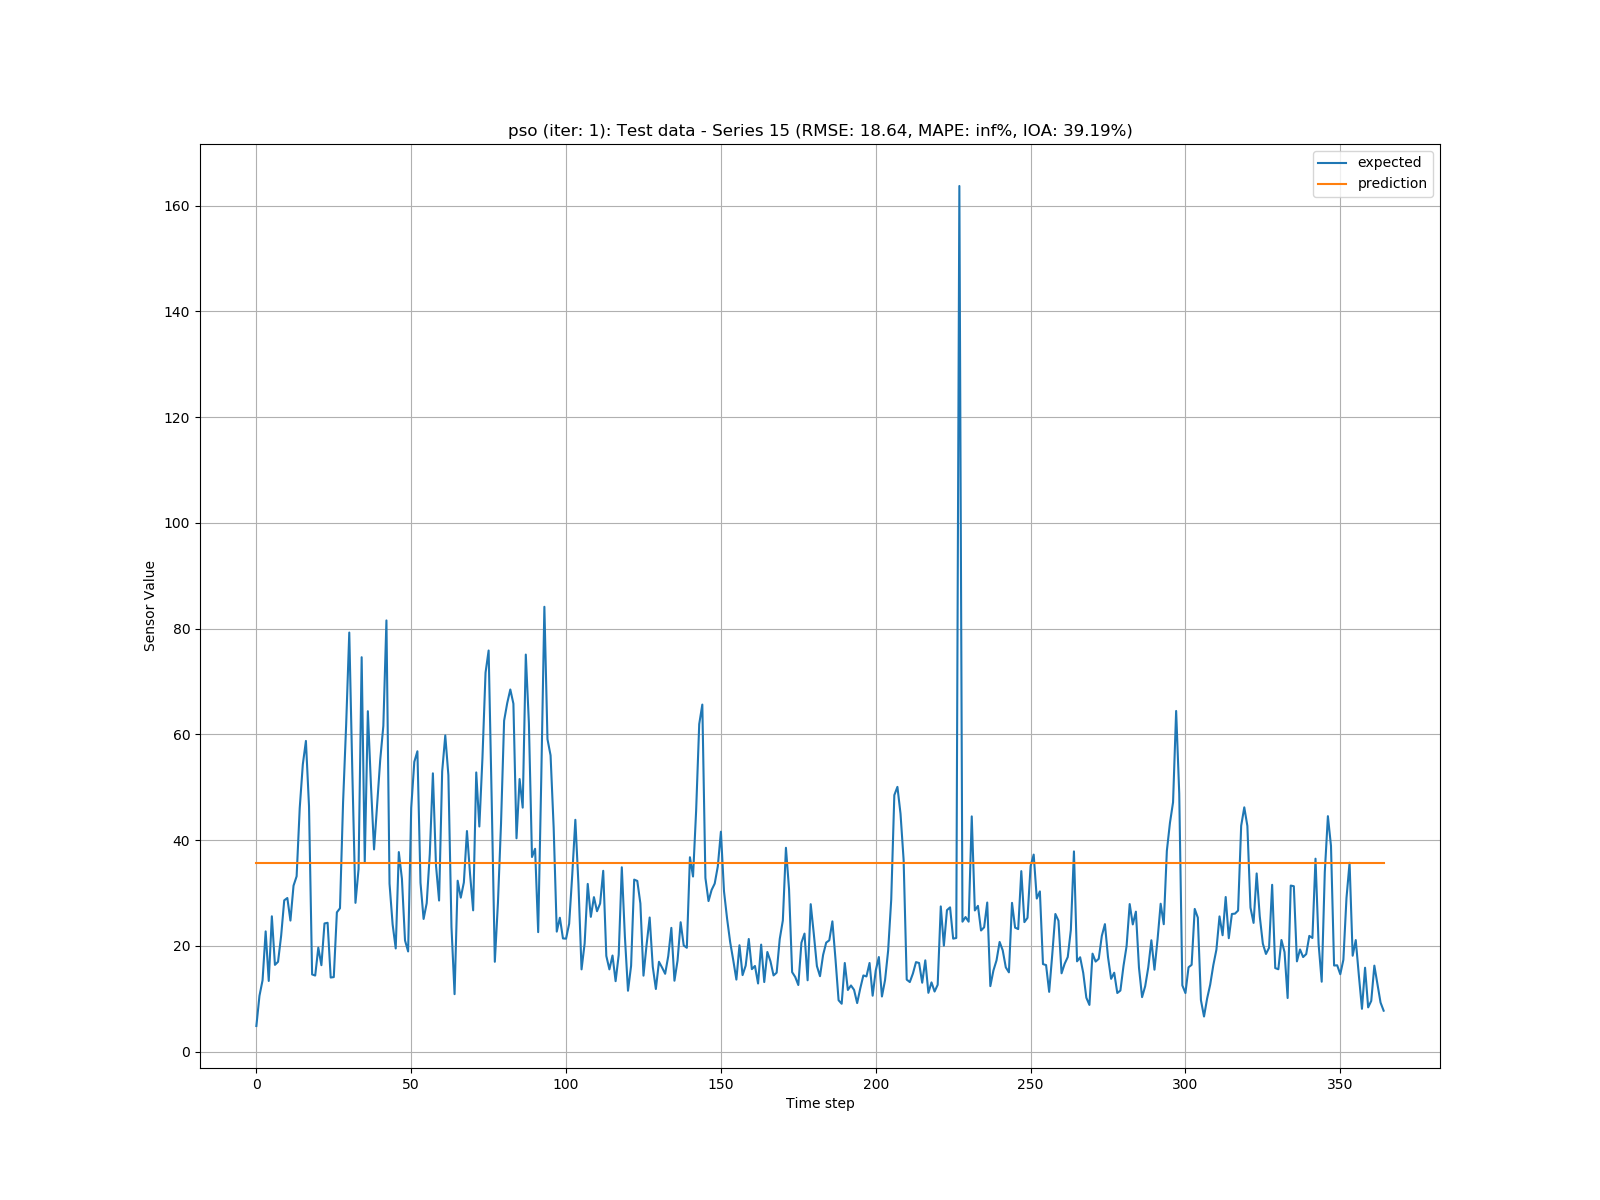 pso (iter: 1): Test data - Series 15 (RMSE: 18.64, MAPE: inf%, IOA: 39.19%)
expected
prediction
160
140
120
100
80
60
40
20
0
Sensor Value
0 50 100 150 200 250 300 350
Time step